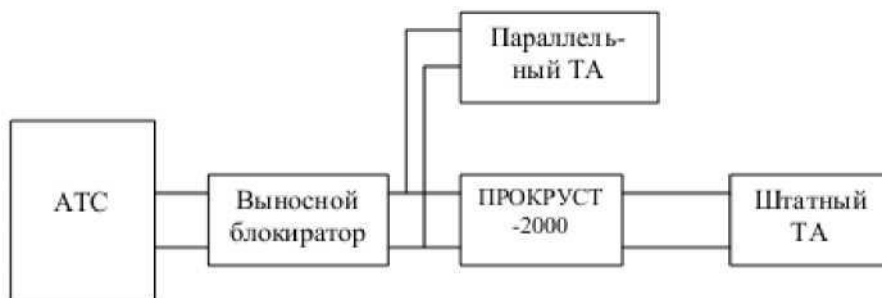 Параллель-
ный ТА
АТС
Выносной
блокиратор
ПРОКРУСТ
-2000
Штатный
ТА